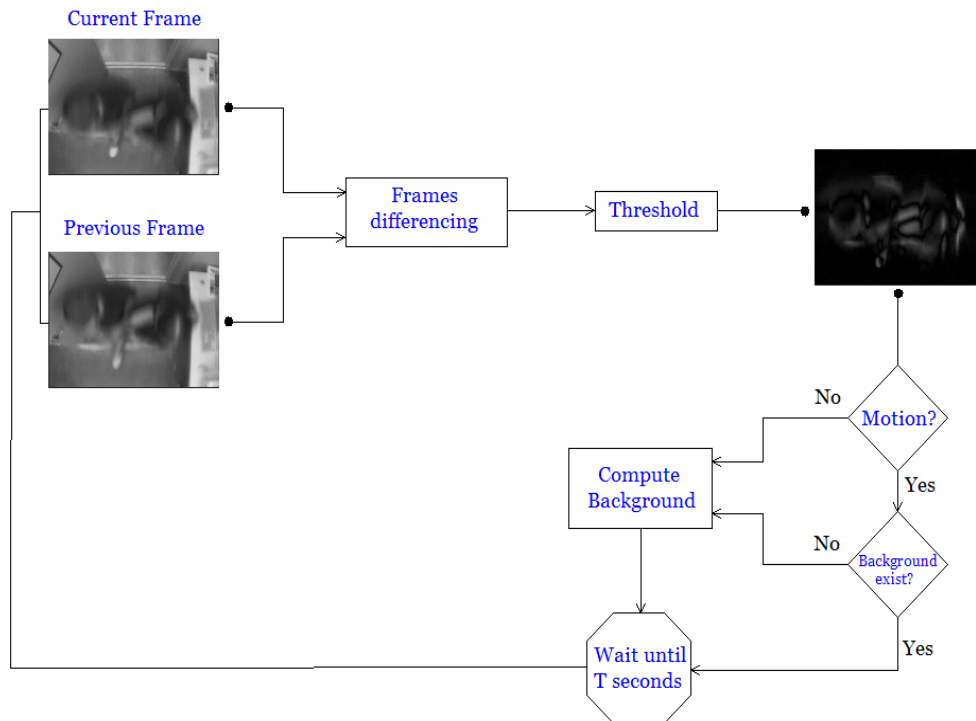 Current Frame
Previous Frame
Frames
differencing
Threshold
Motion?
No
Yes
Compute
Background
Background
exist?
No
Yes
Wait until
T seconds